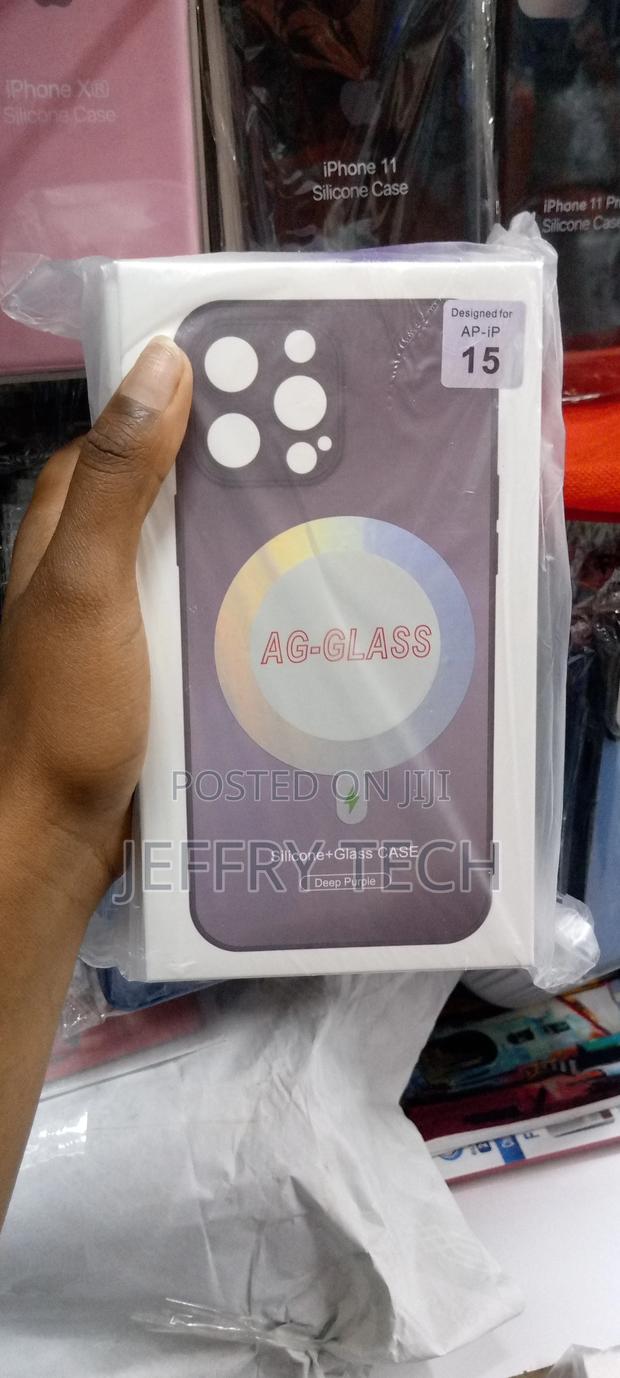 iPhone XR
Silicone Case
iPhone 11
Silicone Case
iPhone 11 Pro
Silicone Case
Designed for
AP-iP
15
AG-GLASS
POSTED ON JIJI
JEFFRY TECH
Silicone+Glass CASE
Deep Purple